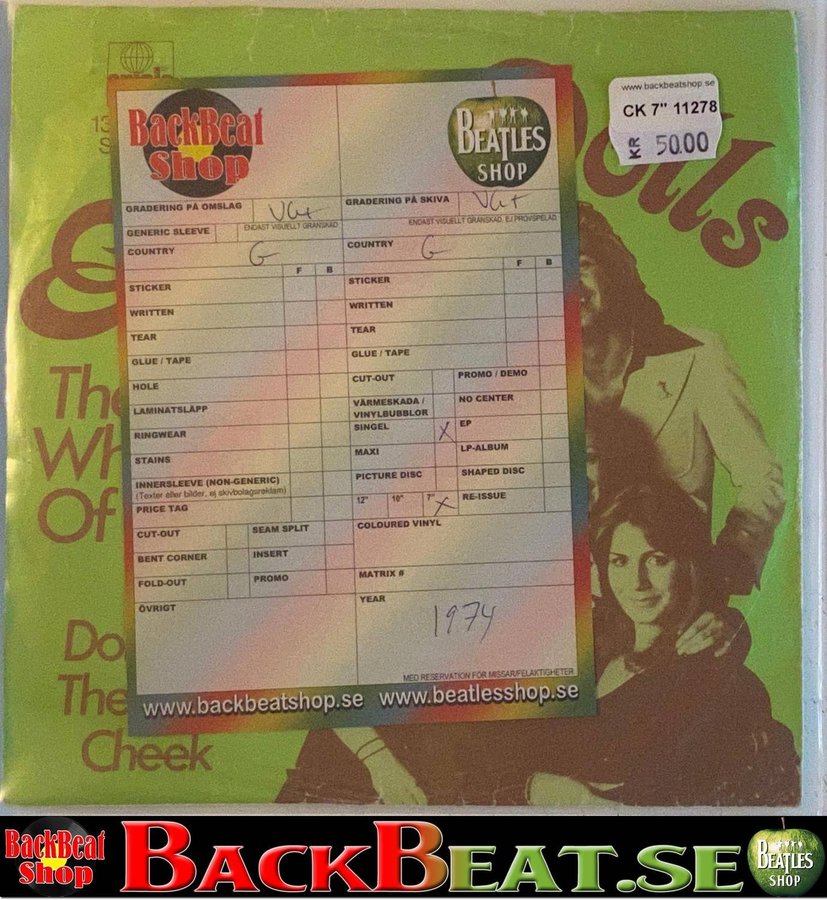 ariola
13
S
olls
The
Wh
Of
Do
The
Cheek
www.backbeatshop.se
CK 7" 11278
KR 50.00
BackBeat
Shop
BEATLES
SHOP
GRADERING PÅ OMSLAG VG+
ENDAST VISUELLT GRANSKAD
GENERIC SLEEVE
COUNTRY G
F B
STICKER
WRITTEN
TEAR
GLUE / TAPE
HOLE
LAMINATSLÄPP
RINGWEAR
STAINS
INNERSLEEVE (NON-GENERIC)
(Texter eller bilder, ej skivbolagsreklam)
PRICE TAG
CUT-OUT SEAM SPLIT
BENT CORNER INSERT
FOLD-OUT PROMO
ÖVRIGT
GRADERING PÅ SKIVA VG+
ENDAST VISUELLT GRANSKAD, EJ PROVSPELAD
COUNTRY G
F B
STICKER
WRITTEN
TEAR
GLUE / TAPE
CUT-OUT PROMO / DEMO
VÄRMESKADA / NO CENTER
VINYLBUBBLOR
SINGEL X EP
MAXI LP-ALBUM
PICTURE DISC SHAPED DISC
12" 10" 7" X RE-ISSUE
COLOURED VINYL
MATRIX #
YEAR
1974
MED RESERVATION FÖR MISSAR/FELAKTIGHETER
www.backbeatshop.se www.beatlesshop.se
BackBeat
Shop
BACKBEAT.SE
BEATLES
SHOP